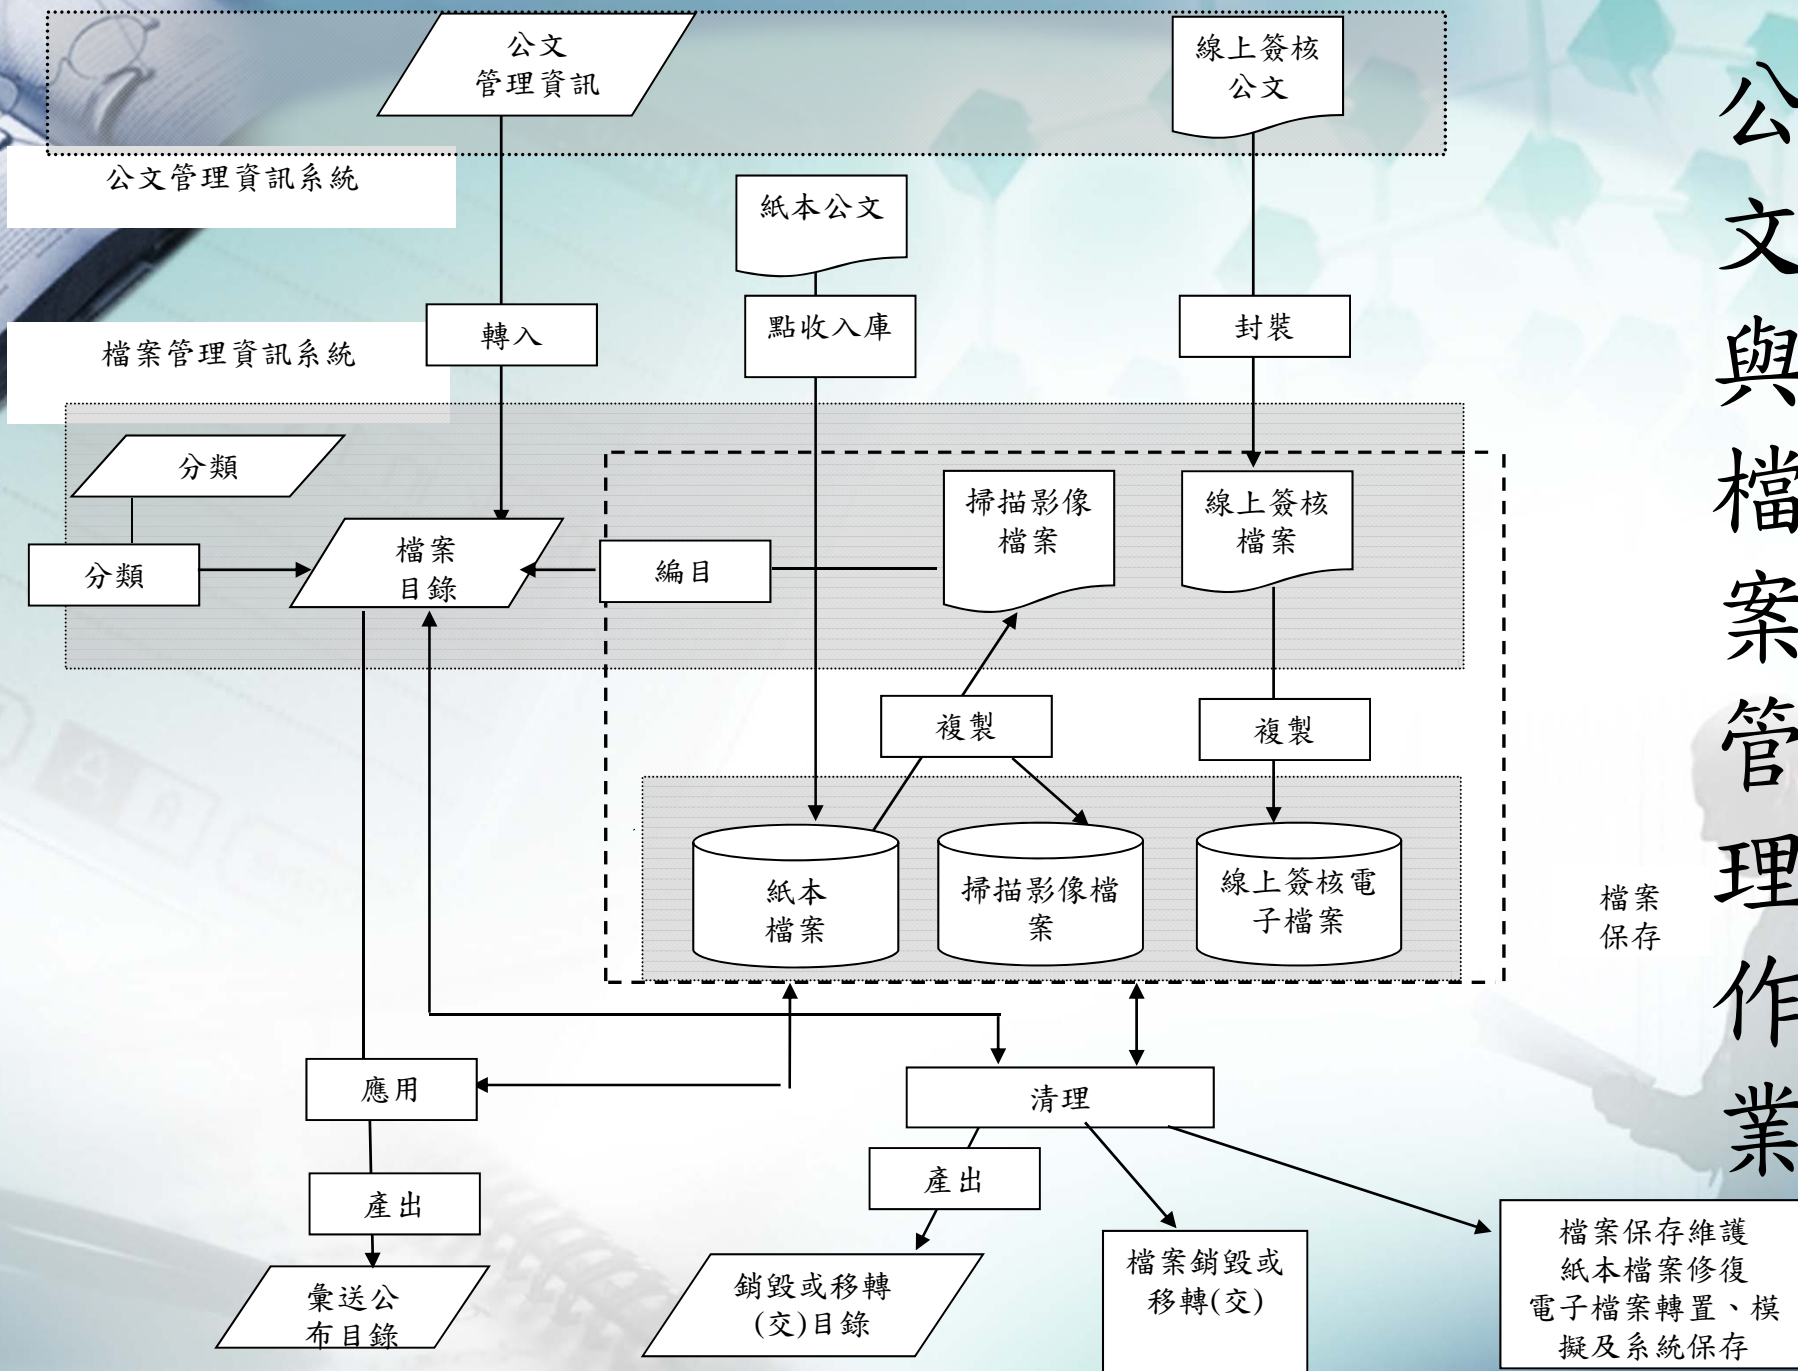 公文
管理資訊
線上簽核
公文
公文管理資訊系統
紙本公文
轉入
點收入庫
封裝
檔案管理資訊系統
分類
掃描影像
檔案
線上簽核
檔案
分類
檔案
目錄
編目
複製
複製
紙本
檔案
掃描影像檔
案
線上簽核電
子檔案
檔案
保存
應用
清理
產出
產出
彙送公
布目錄
銷毀或移轉
(交)目錄
檔案銷毀或
移轉(交)
檔案保存維護
紙本檔案修復
電子檔案轉置、模
擬及系統保存
公文與檔案管理作業